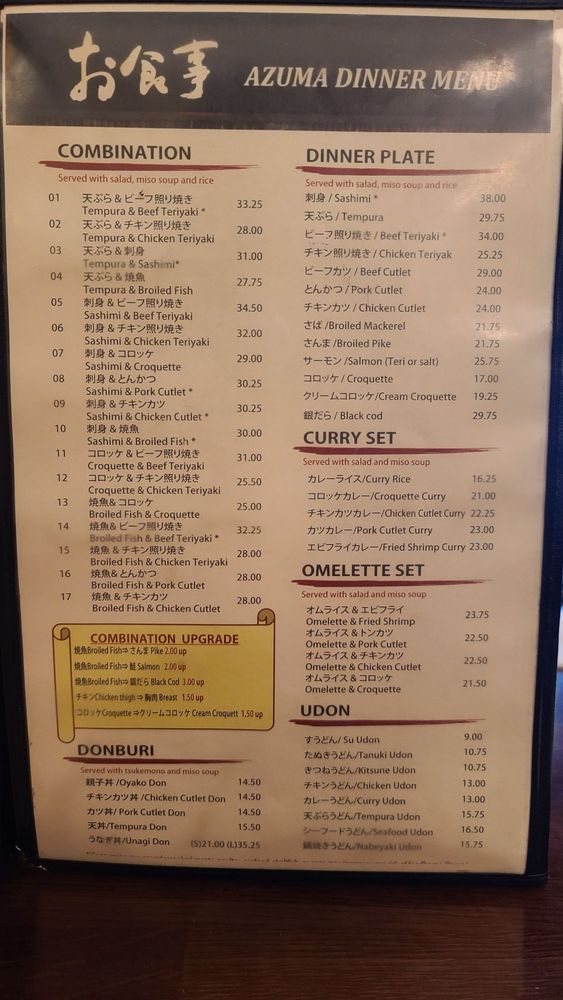 お食事 AZUMA DINNER MENU
COMBINATION
Served with salad, miso soup and rice
01 天ぷら & ビーフ照り焼き
Tempura & Beef Teriyaki * 33.25
02 天ぷら & チキン照り焼き
Tempura & Chicken Teriyaki 28.00
03 天ぷら & 刺身
Tempura & Sashimi* 31.00
04 天ぷら & 焼魚
Tempura & Broiled Fish 27.75
05 刺身 & ビーフ照り焼き
Sashimi & Beef Teriyaki 34.50
06 刺身 & チキン照り焼き
Sashimi & Chicken Teriyaki 32.00
07 刺身 & コロッケ
Sashimi & Croquette 29.00
08 刺身 & とんかつ
Sashimi & Pork Cutlet * 30.25
09 刺身 & チキンカツ
Sashimi & Chicken Cutlet * 30.25
10 刺身 & 焼魚
Sashimi & Broiled Fish * 30.00
11 コロッケ & ビーフ照り焼き
Croquette & Beef Teriyaki 31.00
12 コロッケ & チキン照り焼き
Croquette & Chicken Teriyaki 25.50
13 焼魚& コロッケ
Broiled Fish & Croquette 25.00
14 焼魚 & ビーフ照り焼き
Broiled Fish & Beef Teriyaki * 32.25
15 焼魚 & チキン照り焼き
Broiled Fish & Chicken Teriyaki 28.00
16 焼魚& とんかつ
Broiled Fish & Pork Cutlet 28.00
17 焼魚 & チキンカツ
Broiled Fish & Chicken Cutlet 28.00
COMBINATION UPGRADE
焼魚Broiled Fish⇒ さんま Pike 2.00 up
焼魚Broiled Fish⇒ 鮭 Salmon 2.00 up
焼魚Broiled Fish⇒ 銀だら Black Cod 3.00 up
チキンChicken thigh ⇒ 胸肉 Breast 1.50 up
コロッケCroquette ⇒クリームコロッケ Cream Croquett 1.50 up
DONBURI
Served with tsukemono and miso soup
親子丼 /Oyako Don 14.50
チキンカツ丼 /Chicken Cutlet Don 14.50
カツ丼/ Pork Cutlet Don 14.50
天丼/Tempura Don 15.50
うなぎ丼/Unagi Don (S)21.00 (L)35.25
DINNER PLATE
Served with salad, miso soup and rice
刺身 / Sashimi * 38.00
天ぷら / Tempura 29.75
ビーフ照り焼き / Beef Teriyaki * 34.00
チキン照り焼き / Chicken Teriyak 25.25
ビーフカツ / Beef Cutlet 29.00
とんかつ / Pork Cutlet 24.00
チキンカツ / Chicken Cutlet 24.00
さば /Broiled Mackerel 21.75
さんま /Broiled Pike 21.75
サーモン /Salmon (Teri or salt) 25.75
コロッケ / Croquette 17.00
クリームコロッケ/Cream Croquette 19.25
銀だら / Black cod 29.75
CURRY SET
Served with salad and miso soup
カレーライス/Curry Rice 16.25
コロッケカレー/Croquette Curry 21.00
チキンカツカレー/Chicken Cutlet Curry 22.25
カツカレー/Pork Cutlet Curry 23.00
エビフライカレー/Fried Shrimp Curry 23.00
OMELETTE SET
Served with salad and miso soup
オムライス & エビフライ
Omelette & Fried Shrimp 23.75
オムライス & トンカツ
Omelette & Pork Cutlet 22.50
オムライス & チキンカツ
Omelette & Chicken Cutlet 22.50
オムライス & コロッケ
Omelette & Croquette 21.50
UDON
すうどん/ Su Udon 9.00
たぬきうどん/Tanuki Udon 10.75
きつねうどん/Kitsune Udon 10.75
チキンうどん/Chicken Udon 13.00
カレーうどん/Curry Udon 13.00
天ぷらうどん/Tempura Udon 15.75
シーフードうどん/Seafood Udon 16.50
鍋焼きうどん/Nabeyaki Udon 15.75